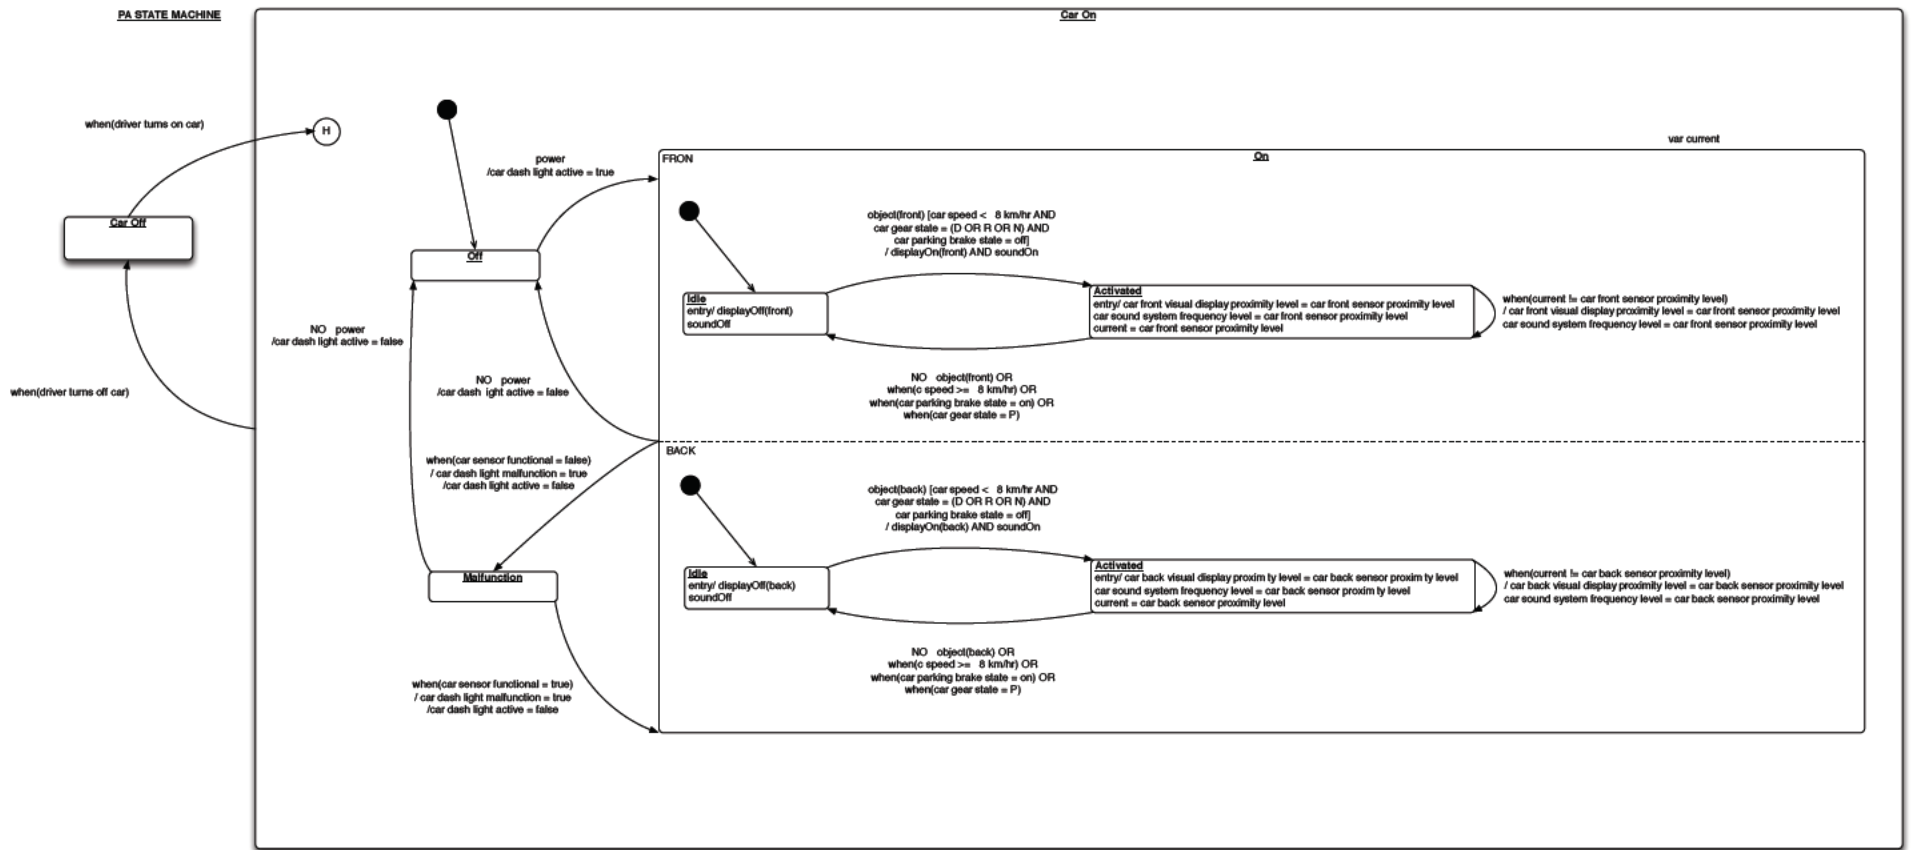 PA STATE MACHINE
Car On
when(driver turns on car)
H
Car Off
when(driver turns off car)
power
/car dash light active = true
Off
NO power
/car dash light active = false
NO power
/car dash ight active = false
when(car sensor functional = false)
/ car dash light malfunction = true
/car dash light active = false
Malfunction
when(car sensor functional = true)
/ car dash light malfunction = true
/car dash light active = false
var current
FRON
On
object(front) [car speed < 8 km/hr AND
car gear state = (D OR R OR N) AND
car parking brake state = off]
/ displayOn(front) AND soundOn
Idle
entry/ displayOff(front)
soundOff
Activated
entry/ car front visual display proximity level = car front sensor proximity level
car sound system frequency level = car front sensor proximity level
current = car front sensor proximity level
when(current != car front sensor proximity level)
/ car front visual display proximity level = car front sensor proximity level
car sound system frequency level = car front sensor proximity level
NO object(front) OR
when(c speed >= 8 km/hr) OR
when(car parking brake state = on) OR
when(car gear state = P)
BACK
object(back) [car speed < 8 km/hr AND
car gear state = (D OR R OR N) AND
car parking brake state = off]
/ displayOn(back) AND soundOn
Idle
entry/ displayOff(back)
soundOff
Activated
entry/ car back visual display proxim ty level = car back sensor proxim ty level
car sound system frequency level = car back sensor proxim ty level
current = car back sensor proximity level
when(current != car back sensor proximity level)
/ car back visual display proximity level = car back sensor proximity level
car sound system frequency level = car back sensor proximity level
NO object(back) OR
when(c speed >= 8 km/hr) OR
when(car parking brake state = on) OR
when(car gear state = P)